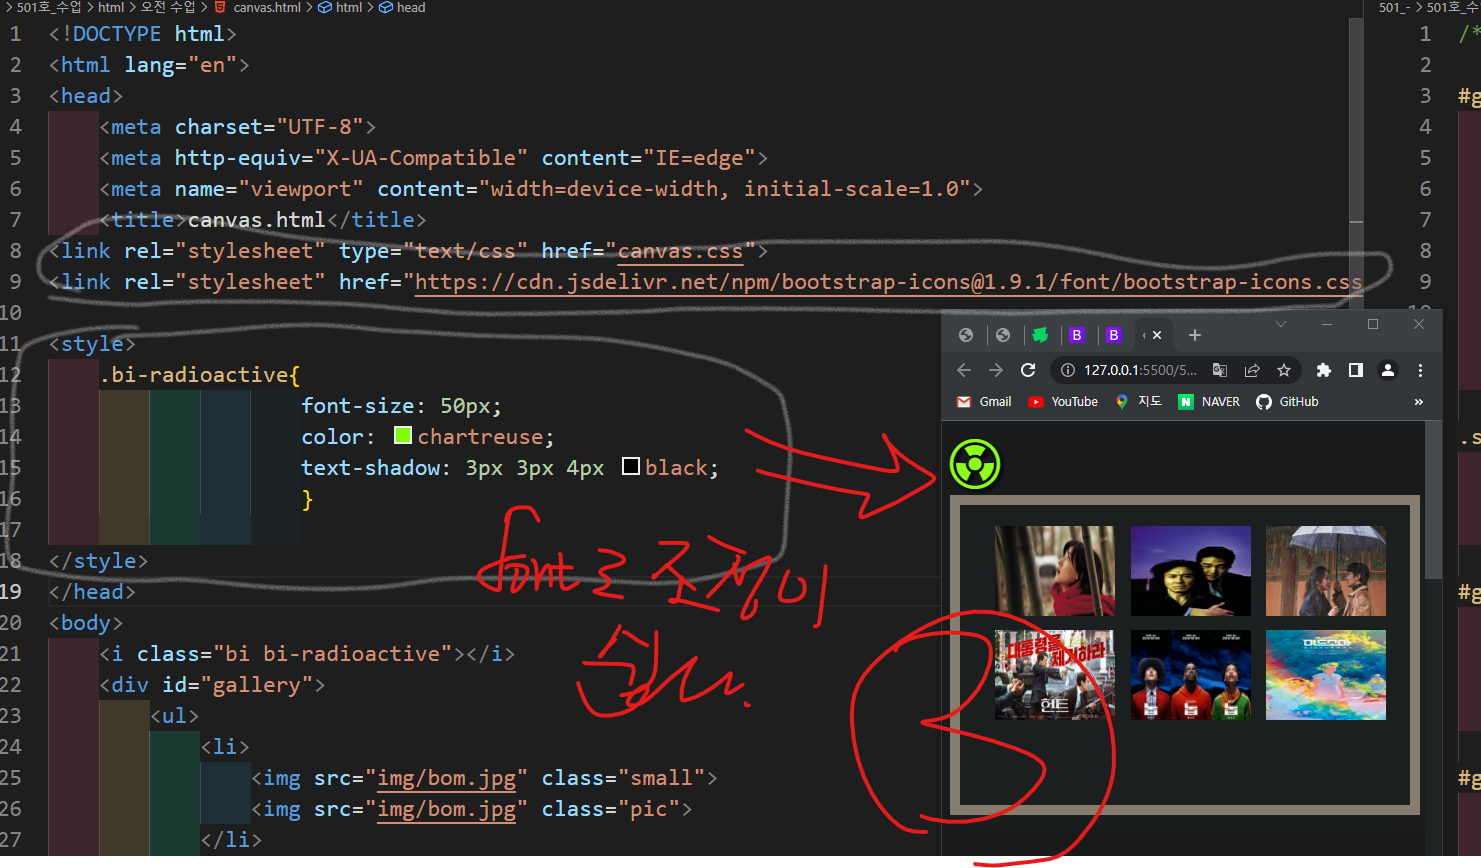 501호_수업 > html > 오전 수업 > canvas.html > html > head
501_- > 501호_수
1 <!DOCTYPE html>
2 <html lang="en">
3 <head>
4 <meta charset="UTF-8">
5 <meta http-equiv="X-UA-Compatible" content="IE=edge">
6 <meta name="viewport" content="width=device-width, initial-scale=1.0">
7 <title>canvas.html</title>
8 <link rel="stylesheet" type="text/css" href="canvas.css">
9 <link rel="stylesheet" href="https://cdn.jsdelivr.net/npm/bootstrap-icons@1.9.1/font/bootstrap-icons.css
10
11 <style>
12 .bi-radioactive{
13 font-size: 50px;
14 color: chartreuse;
15 text-shadow: 3px 3px 4px black;
16 }
17
18 </style>
19 </head>
20 <body>
21 <i class="bi bi-radioactive"></i>
22 <div id="gallery">
23 <ul>
24 <li>
25 <img src="img/bom.jpg" class="small">
26 <img src="img/bom.jpg" class="pic">
27 </li>
font로 조정이
쉽다.
3
127.0.0.1:5500/5...
Gmail YouTube 지도 NAVER GitHub »
대통령을
제거하라
헌트
1 /*
2
3 #g
4
5
6
7
8
9
.s
#g
#g